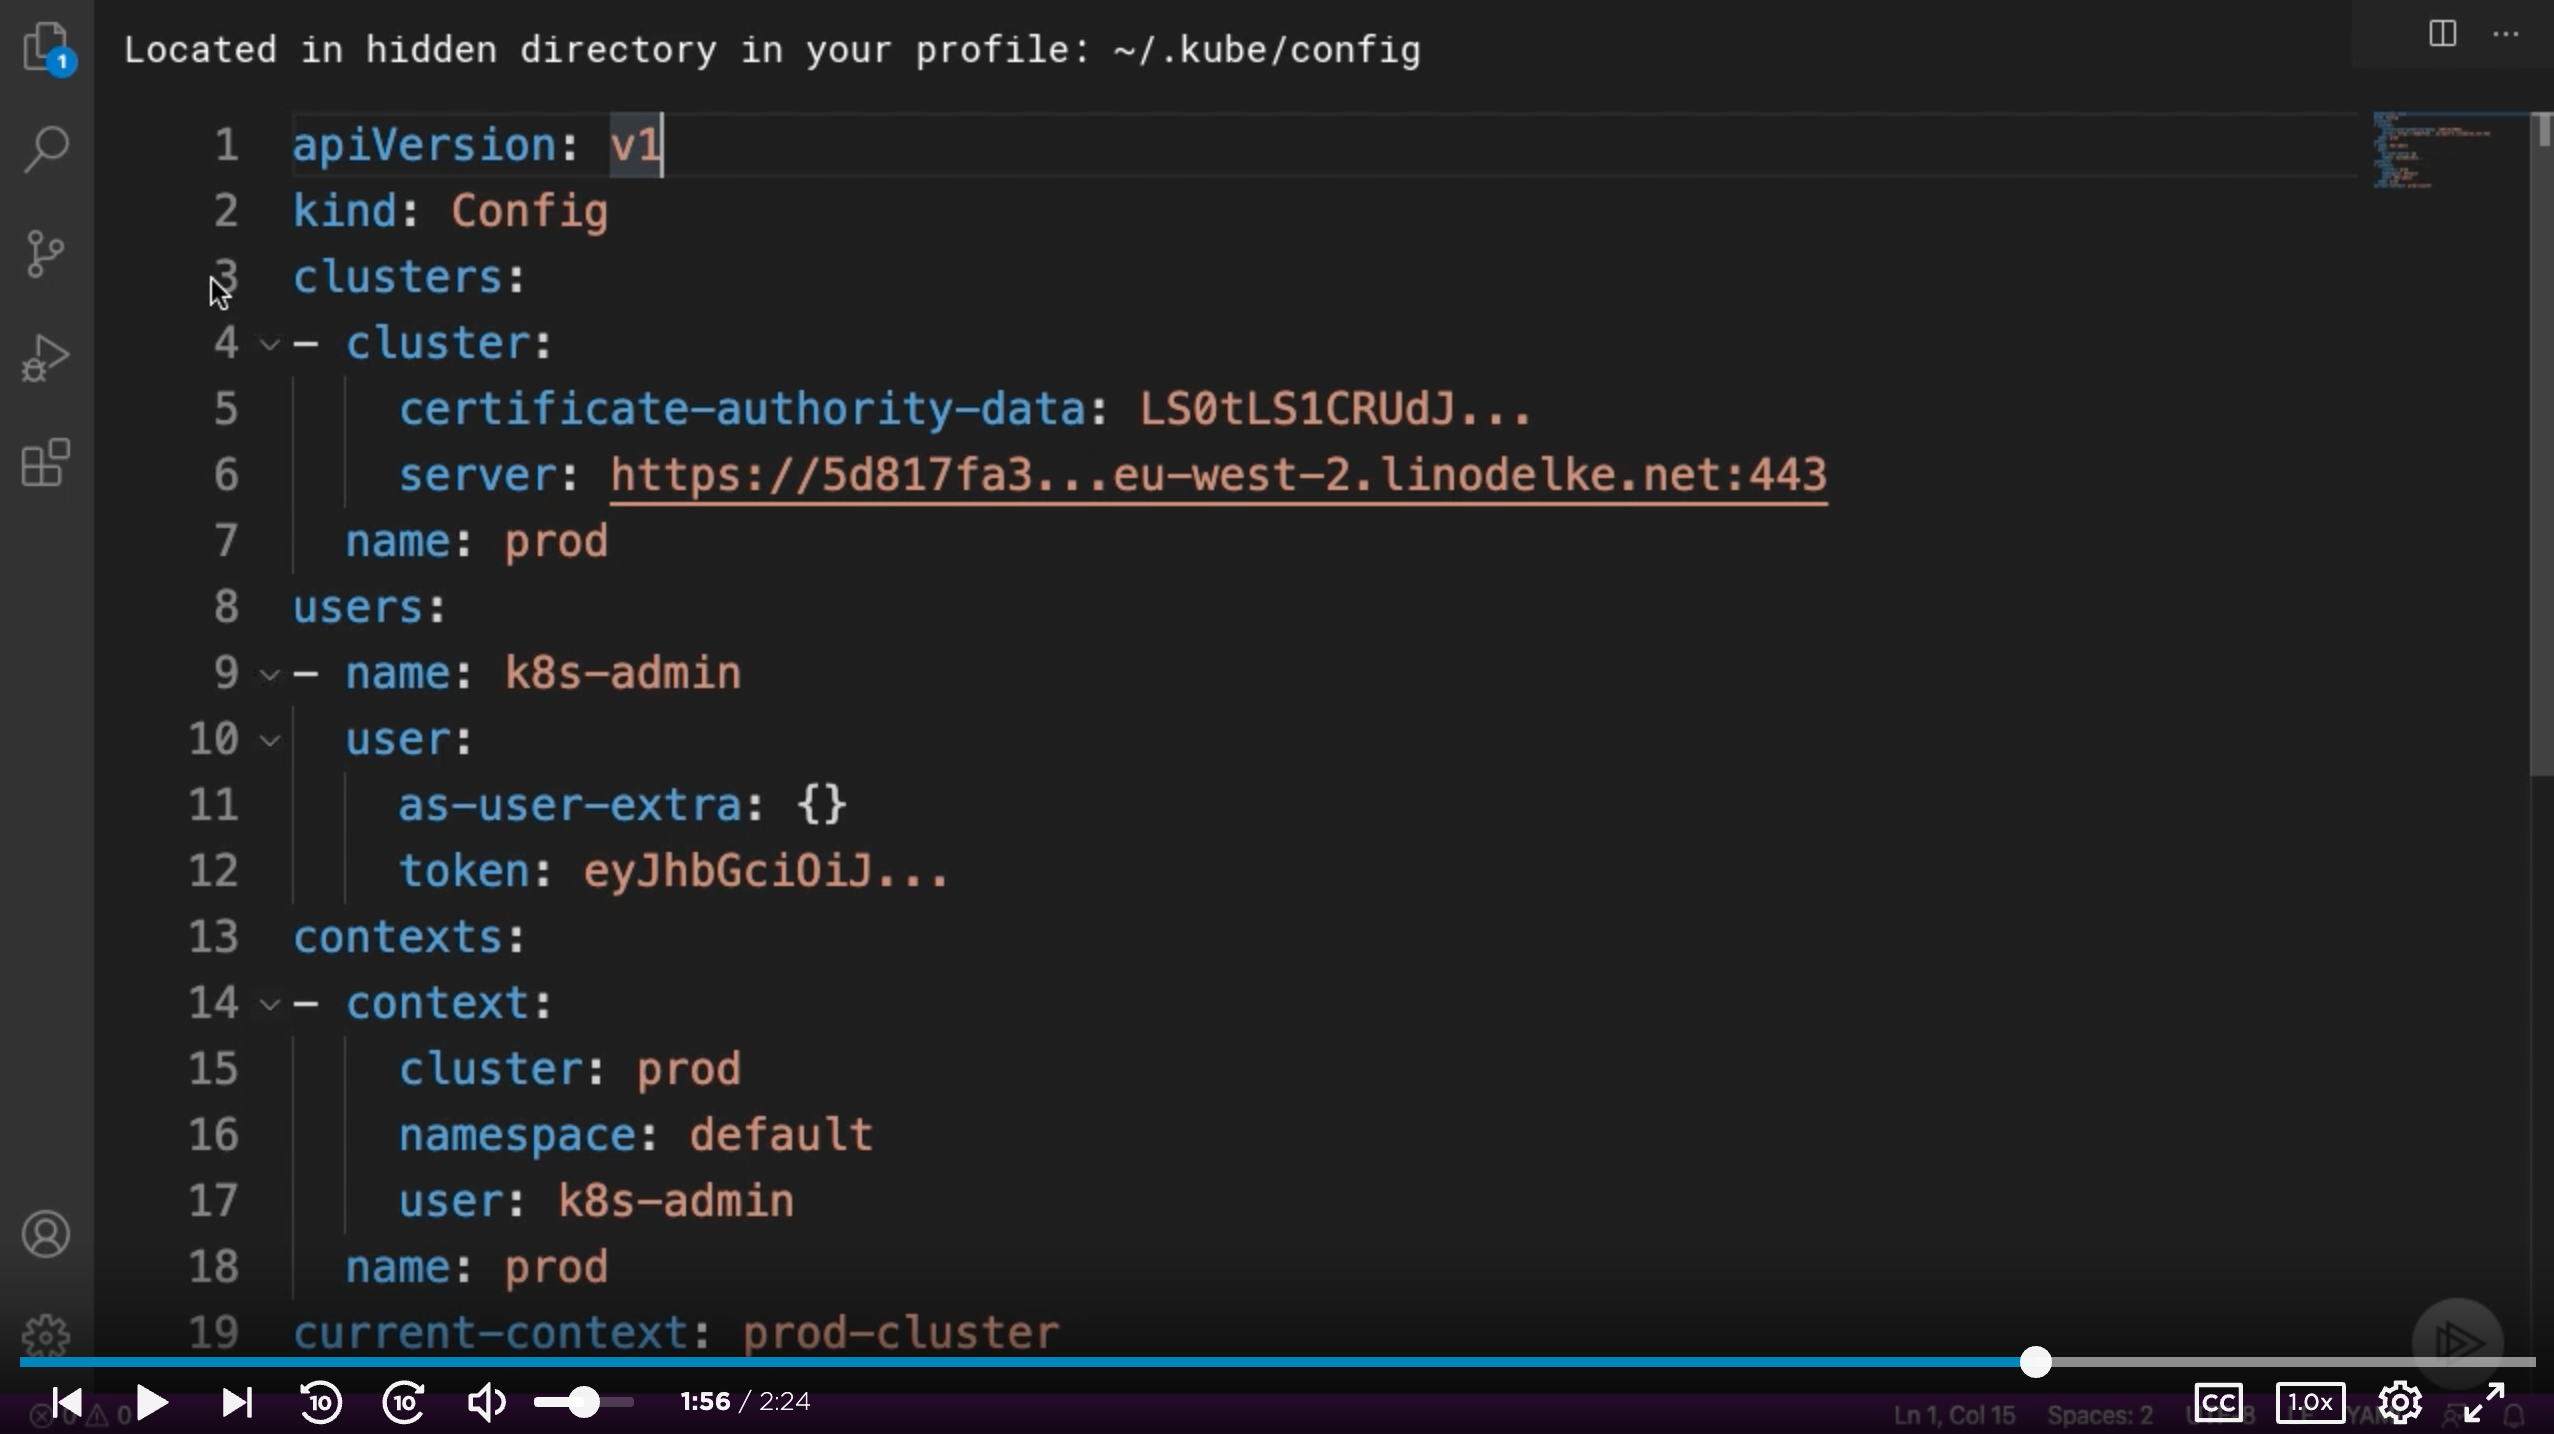 Located in hidden directory in your profile: ~/.kube/config
1
1 apiVersion: v1
2 kind: Config
3 clusters:
4 - cluster:
5 certificate-authority-data: LS0tLS1CRUdJ...
6 server: https://5d817fa3...eu-west-2.linodelke.net:443
7 name: prod
8 users:
9 - name: k8s-admin
10 user:
11 as-user-extra: {}
12 token: eyJhbGciOiJ...
13 contexts:
14 - context:
15 cluster: prod
16 namespace: default
17 user: k8s-admin
18 name: prod
19 current-context: prod-cluster
10 10 1:56 / 2:24 CC 1.0x
0 0 Ln 1, Col 15 Spaces: 2